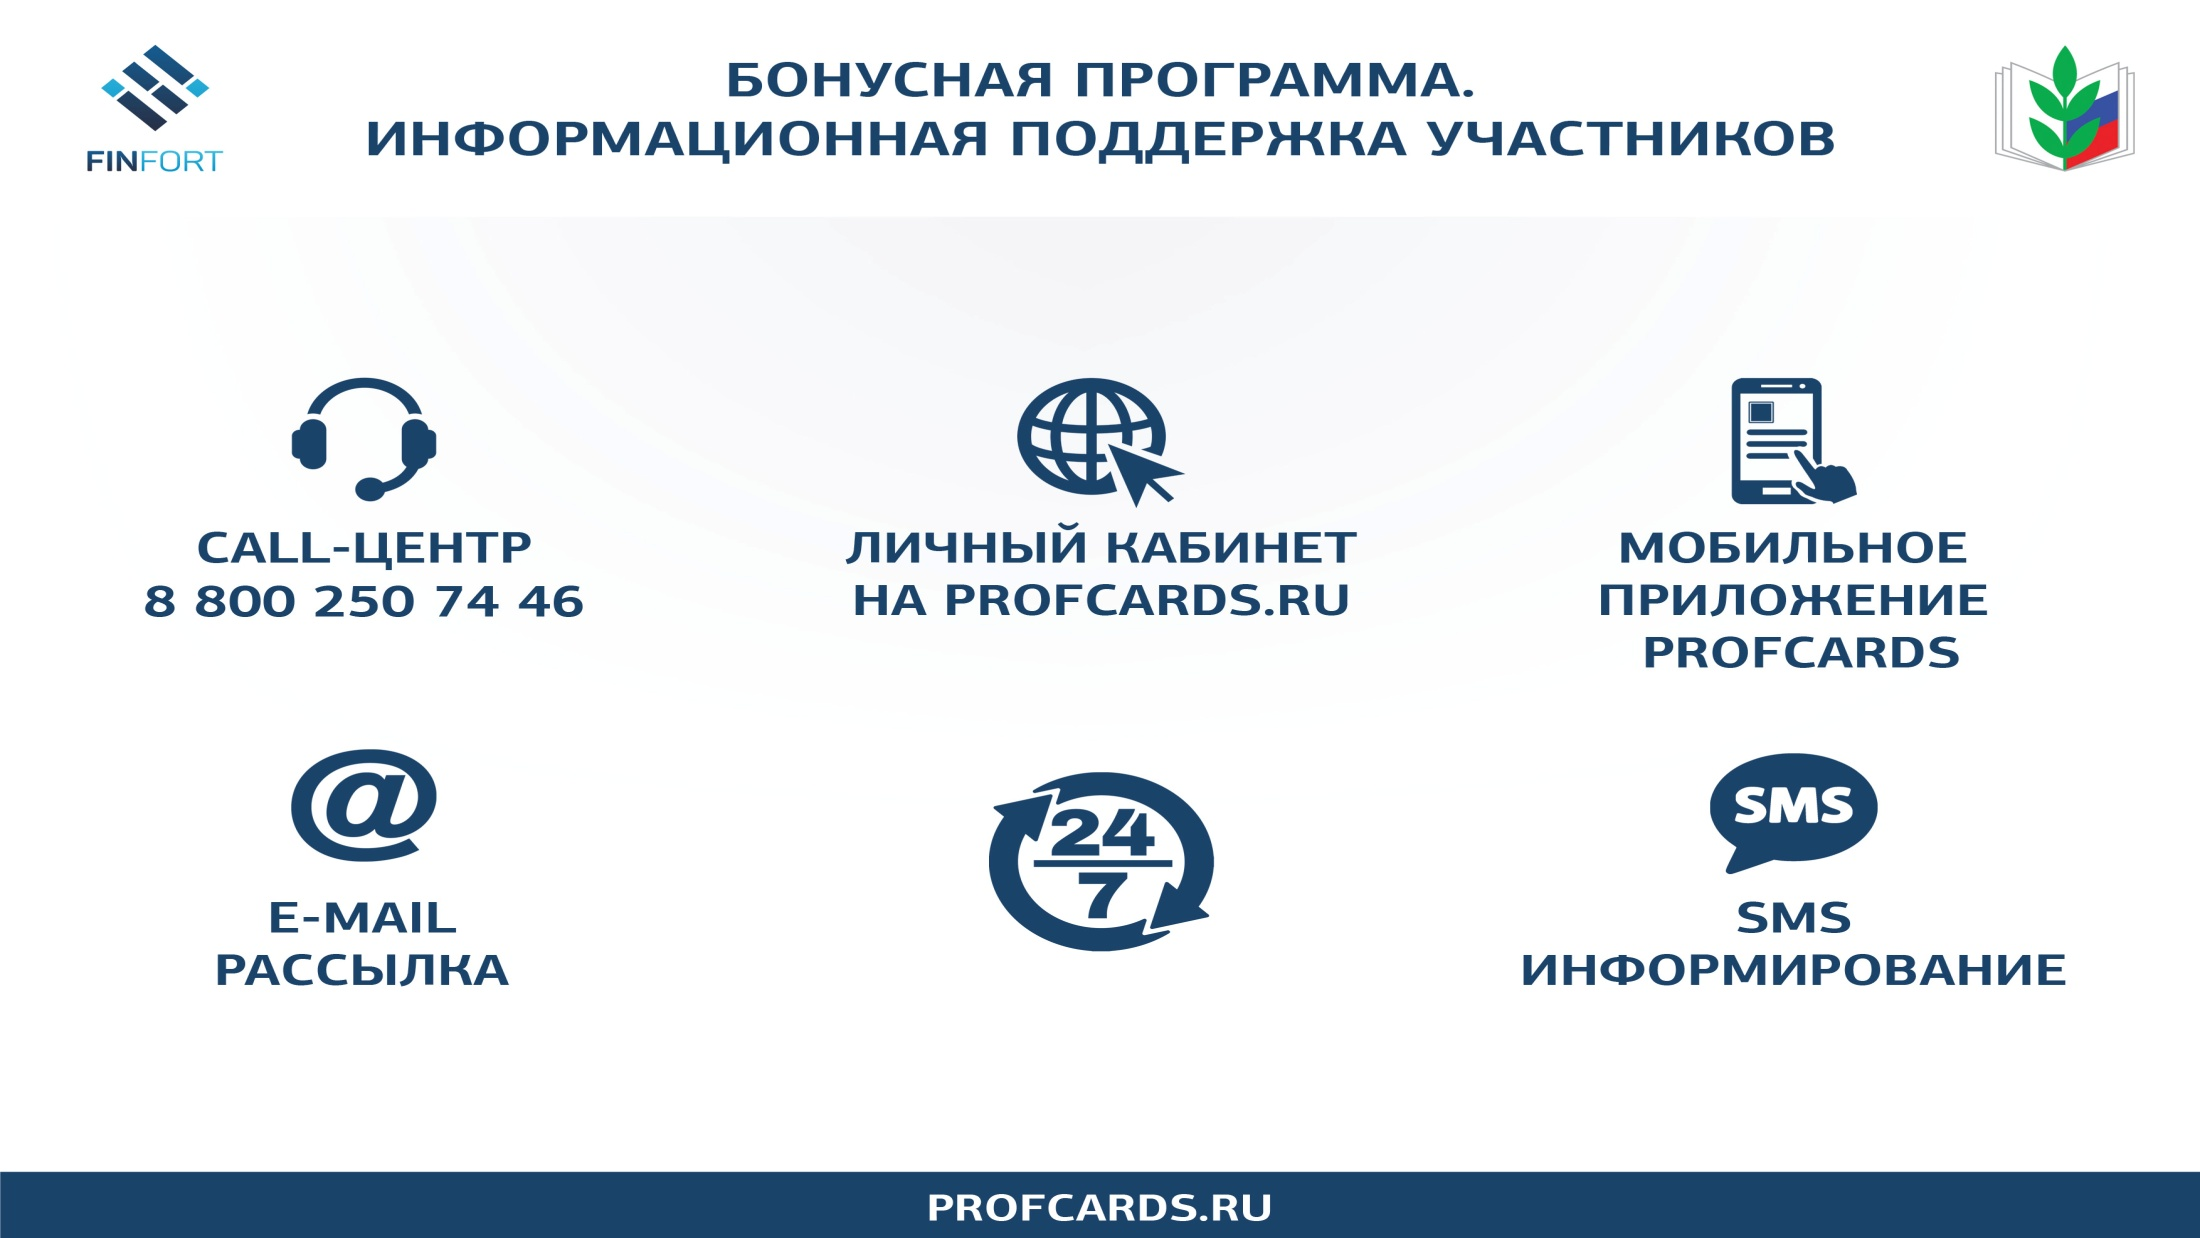 FINFORT
БОНУСНАЯ ПРОГРАММА.
ИНФОРМАЦИОННАЯ ПОДДЕРЖКА УЧАСТНИКОВ
CALL-ЦЕНТР
8 800 250 74 46
ЛИЧНЫЙ КАБИНЕТ
НА PROFCARDS.RU
МОБИЛЬНОЕ
ПРИЛОЖЕНИЕ
PROFCARDS
@
E-MAIL
РАССЫЛКА
24
7
SMS
SMS
ИНФОРМИРОВАНИЕ
PROFCARDS.RU